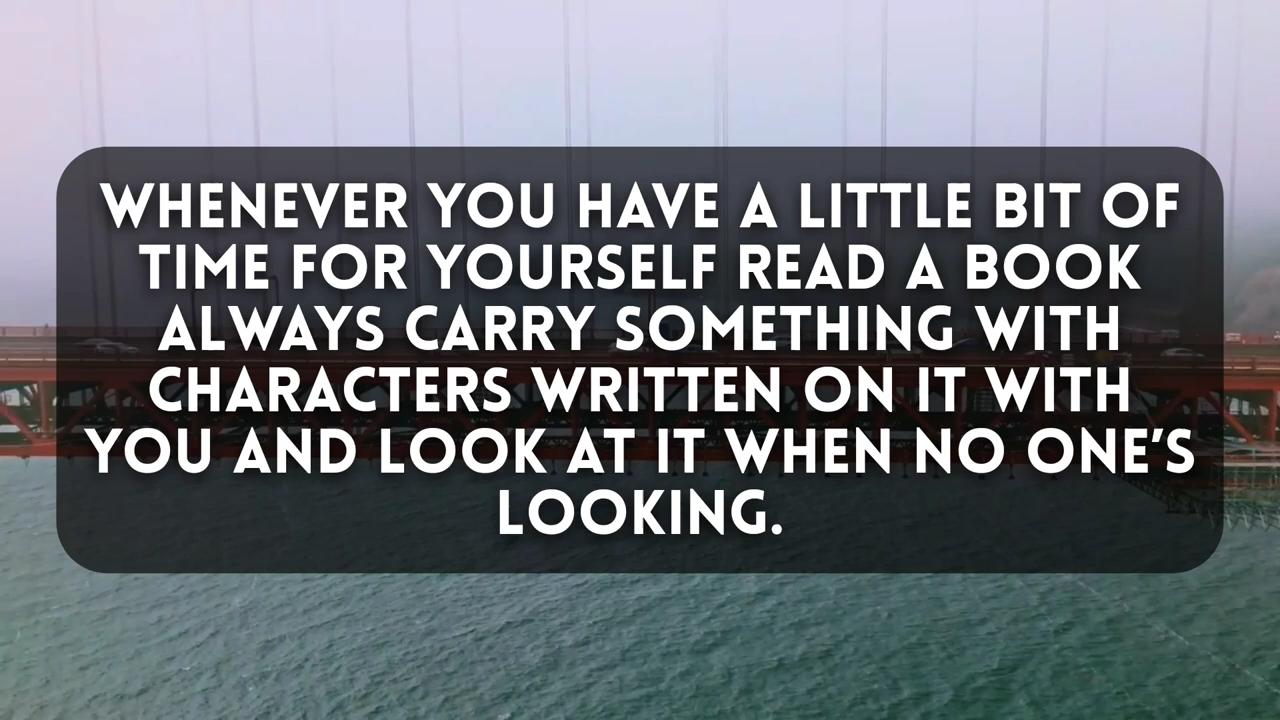 WHENEVER YOU HAVE A LITTLE BIT OF
TIME FOR YOURSELF READ A BOOK
ALWAYS CARRY SOMETHING WITH
CHARACTERS WRITTEN ON IT WITH
YOU AND LOOK AT IT WHEN NO ONE'S
LOOKING.